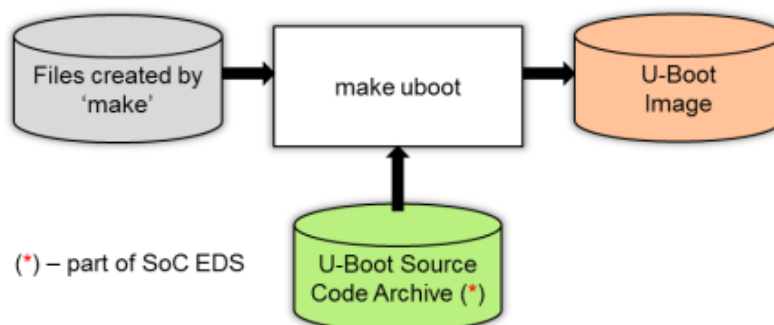 Files created by
‘make’
make uboot
U-Boot
Image
(*) – part of SoC EDS
U-Boot Source
Code Archive (*)